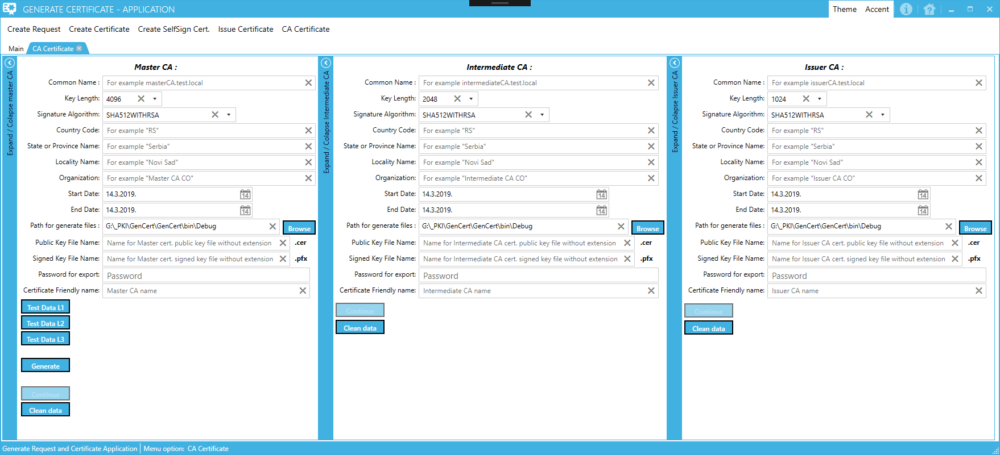 GENERATE CERTIFICATE - APPLICATION
Theme Accent
Create Request Create Certificate Create SelfSign Cert. Issue Certificate CA Certificate
Main CA Certificate
Expand / Colapse master CA
Master CA :
Common Name : For example masterCA.test.local
Key Length: 4096
Signature Algorithm: SHA512WITHRSA
Country Code: For example "RS"
State or Province Name: For example "Serbia"
Locality Name: For example "Novi Sad"
Organization: For example "Master CA CO"
Start Date: 14.3.2019. 14
End Date: 14.3.2019. 14
Path for generate files : G:\_PKI\GenCert\GenCert\bin\Debug Browse
Public Key File Name: Name for Master cert. public key file without extension .cer
Signed Key File Name: Name for Master cert. signed key file without extension .pfx
Password for export: Password
Certificate Friendly name: Master CA name
Test Data L1
Test Data L2
Test Data L3
Generate
Continue
Clean data
Expand / Colapse Intermediate CA
Intermediate CA :
Common Name : For example intermediateCA.test.local
Key Length: 2048
Signature Algorithm: SHA512WITHRSA
Country Code: For example "RS"
State or Province Name: For example "Serbia"
Locality Name: For example "Novi Sad"
Organization: For example "Intermediate CA CO"
Start Date: 14.3.2019. 14
End Date: 14.3.2019. 14
Path for generate files : G:\_PKI\GenCert\GenCert\bin\Debug Browse
Public Key File Name: Name for Intermediate CA cert. public key file without extension .cer
Signed Key File Name: Name for Intermediate CA cert. signed key file without extension .pfx
Password for export: Password
Certificate Friendly name: Intermediate CA name
Continue
Clean data
Expand / Colapse Issuer CA
Issuer CA :
Common Name : For example issuerCA.test.local
Key Length: 1024
Signature Algorithm: SHA512WITHRSA
Country Code: For example "RS"
State or Province Name: For example "Serbia"
Locality Name: For example "Novi Sad"
Organization: For example "Issuer CA CO"
Start Date: 14.3.2019. 14
End Date: 14.3.2019. 14
Path for generate files : G:\_PKI\GenCert\GenCert\bin\Debug Browse
Public Key File Name: Name for Issuer CA cert. public key file without extension .cer
Signed Key File Name: Name for Issuer CA cert. signed key file without extension .pfx
Password for export: Password
Certificate Friendly name: Issuer CA name
Continue
Clean data
Generate Request and Certificate Application Menu option: CA Certificate